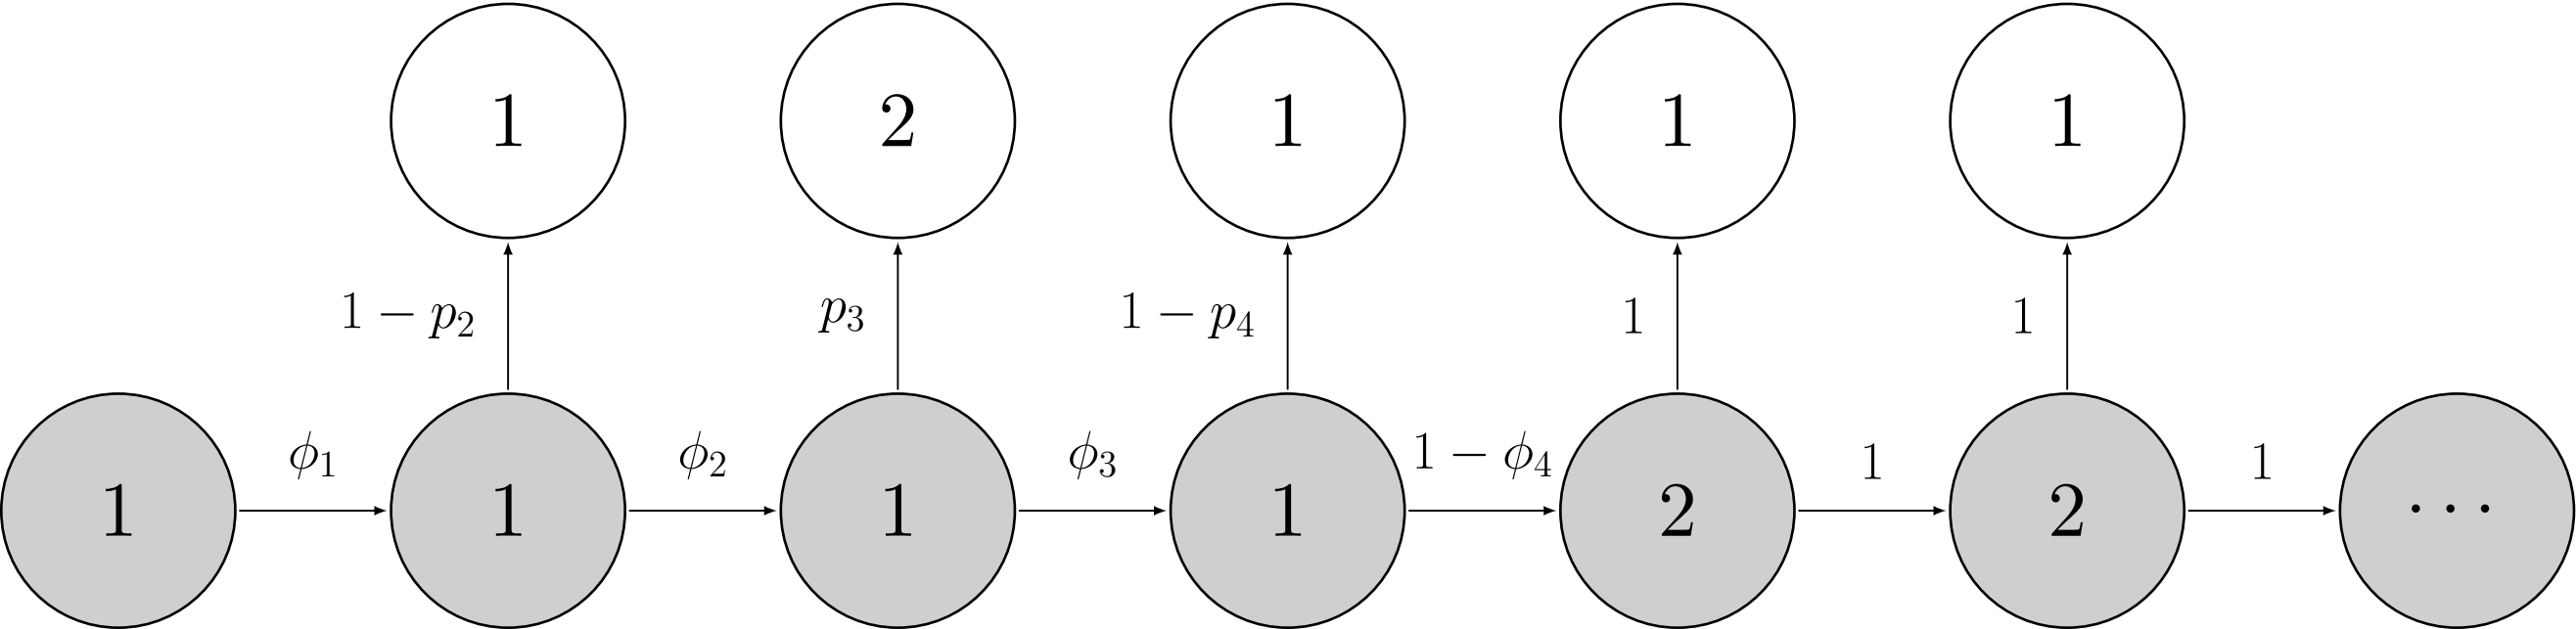 1 2 1 1 1
1 − p₂ p₃ 1 − p₄ 1 1
ϕ₁ ϕ₂ ϕ₃ 1 − ϕ₄ 1 1
1 1 1 1 2 2 · · ·